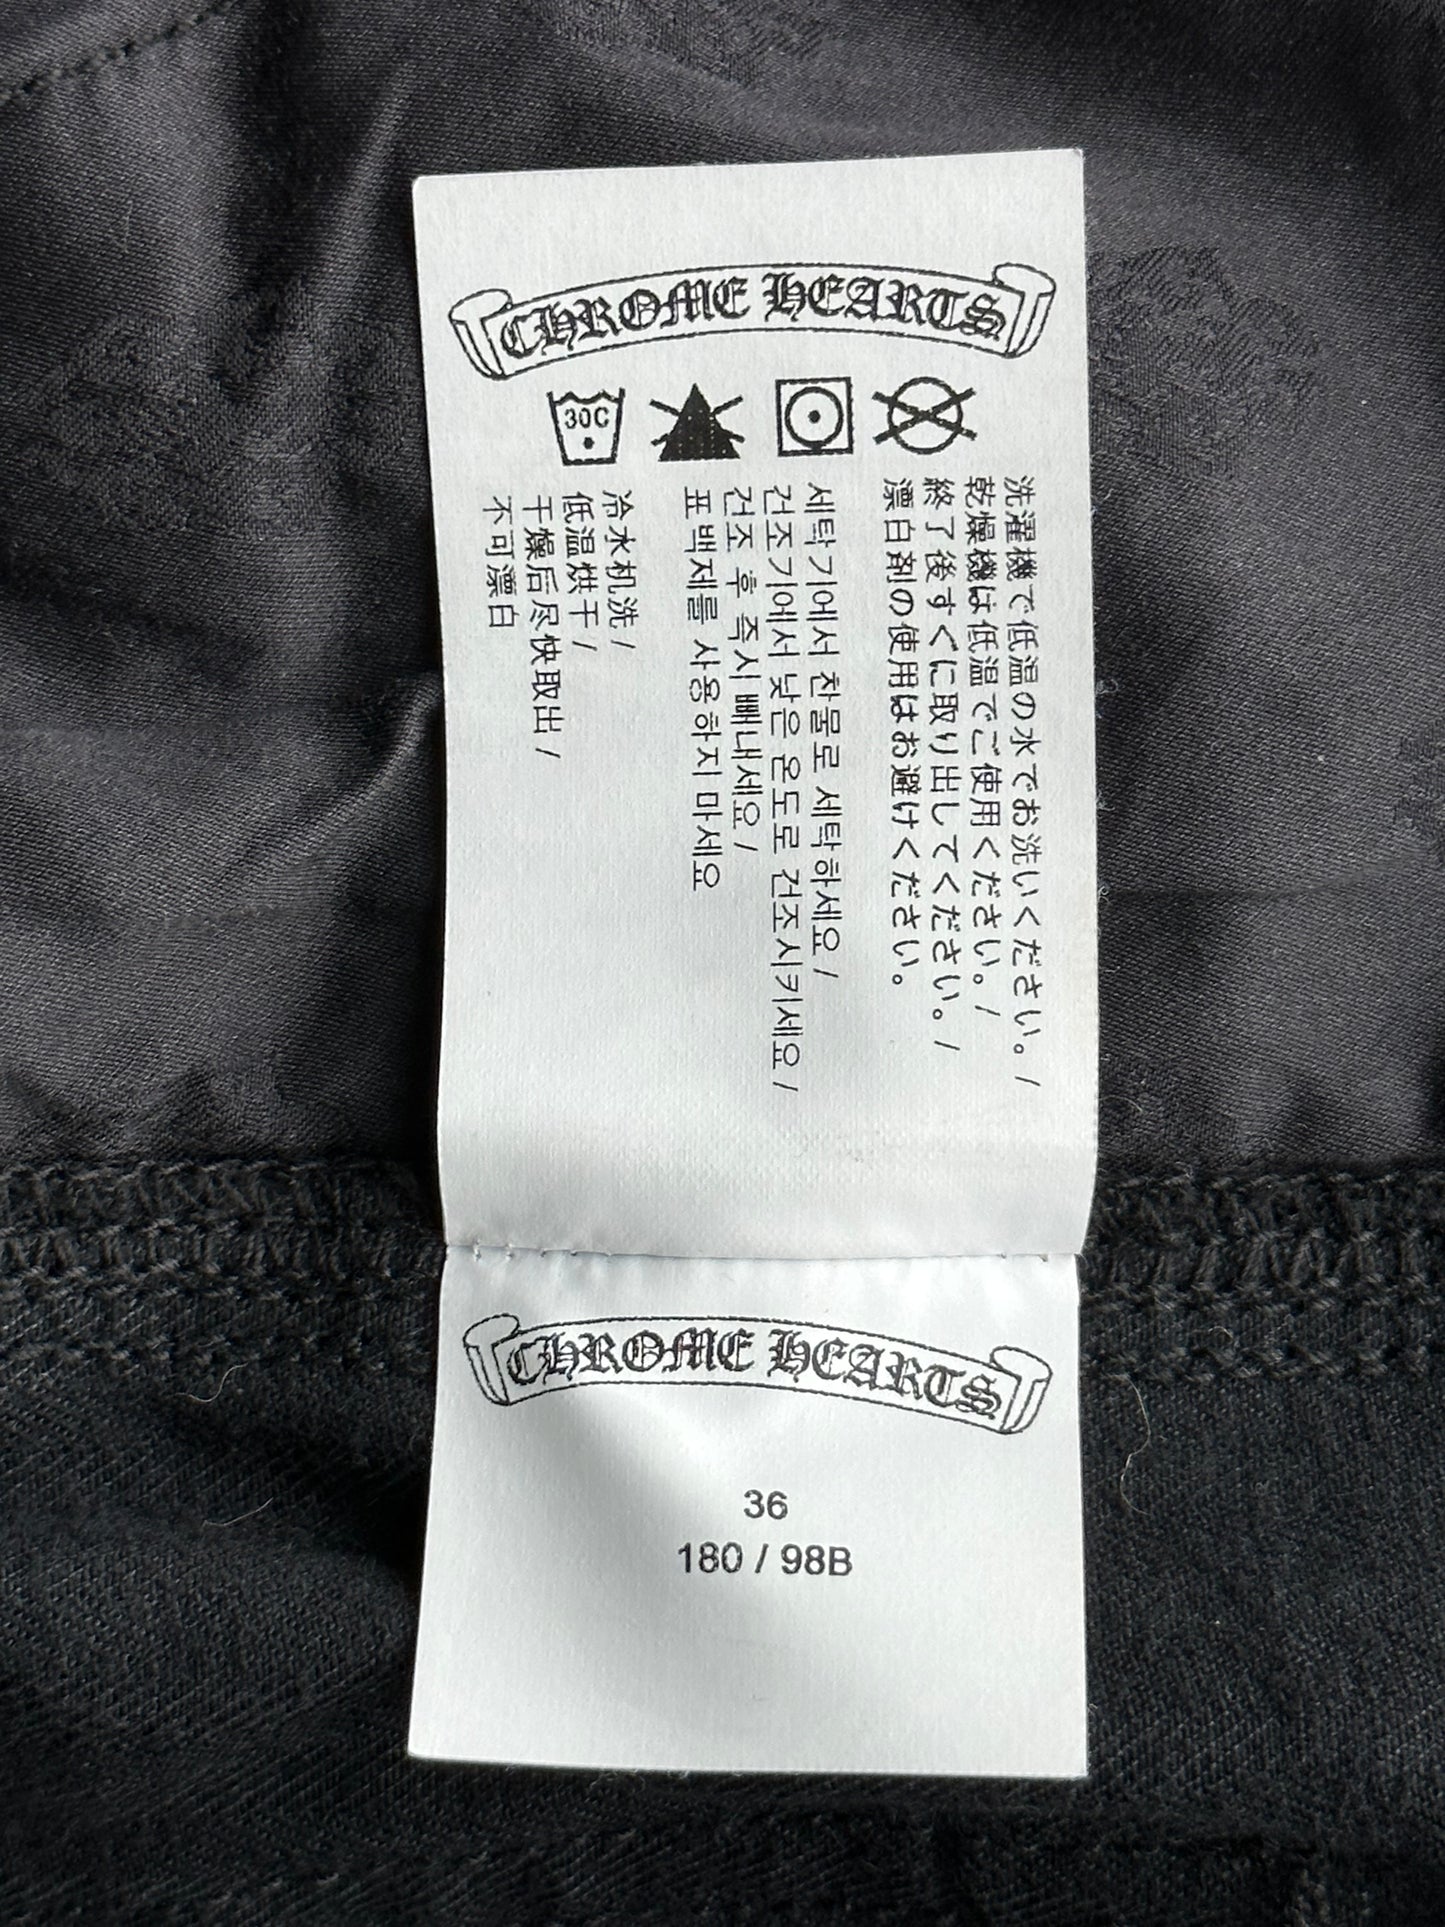 CHROME HEARTS
30C
洗濯機で低温の水でお洗いください。/
乾燥機は低温でご使用ください。/
終了後すぐに取り出してください。/
漂白剤の使用はお避けください。
세탁기에서 찬물로 세탁하세요 /
건조기에서 낮은 온도로 건조시키세요 /
건조 후 즉시 빼내세요 /
표백제를 사용하지 마세요
冷水机洗 /
低温烘干 /
干燥后尽快取出 /
不可漂白
CHROME HEARTS
36
180 / 98B